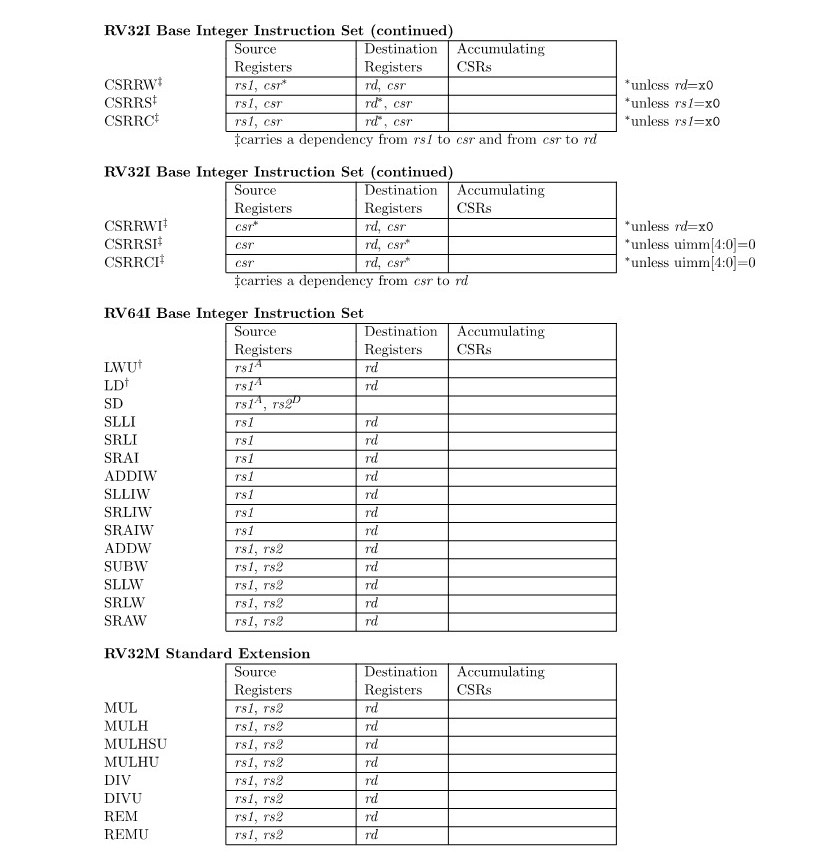 RV32I Base Integer Instruction Set (continued)
Source Destination Accumulating
Registers Registers CSRs
CSRRW‡ rs1, csr* rd, csr *unless rd=x0
CSRRS‡ rs1, csr rd*, csr *unless rs1=x0
CSRRC‡ rs1, csr rd*, csr *unless rs1=x0
‡carries a dependency from rs1 to csr and from csr to rd
RV32I Base Integer Instruction Set (continued)
Source Destination Accumulating
Registers Registers CSRs
CSRRWI‡ csr* rd, csr *unless rd=x0
CSRRSI‡ csr rd, csr* *unless uimm[4:0]=0
CSRRCI‡ csr rd, csr* *unless uimm[4:0]=0
‡carries a dependency from csr to rd
RV64I Base Integer Instruction Set
Source Destination Accumulating
Registers Registers CSRs
LWU† rs1A rd
LD† rs1A rd
SD rs1A, rs2D
SLLI rs1 rd
SRLI rs1 rd
SRAI rs1 rd
ADDIW rs1 rd
SLLIW rs1 rd
SRLIW rs1 rd
SRAIW rs1 rd
ADDW rs1, rs2 rd
SUBW rs1, rs2 rd
SLLW rs1, rs2 rd
SRLW rs1, rs2 rd
SRAW rs1, rs2 rd
RV32M Standard Extension
Source Destination Accumulating
Registers Registers CSRs
MUL rs1, rs2 rd
MULH rs1, rs2 rd
MULHSU rs1, rs2 rd
MULHU rs1, rs2 rd
DIV rs1, rs2 rd
DIVU rs1, rs2 rd
REM rs1, rs2 rd
REMU rs1, rs2 rd